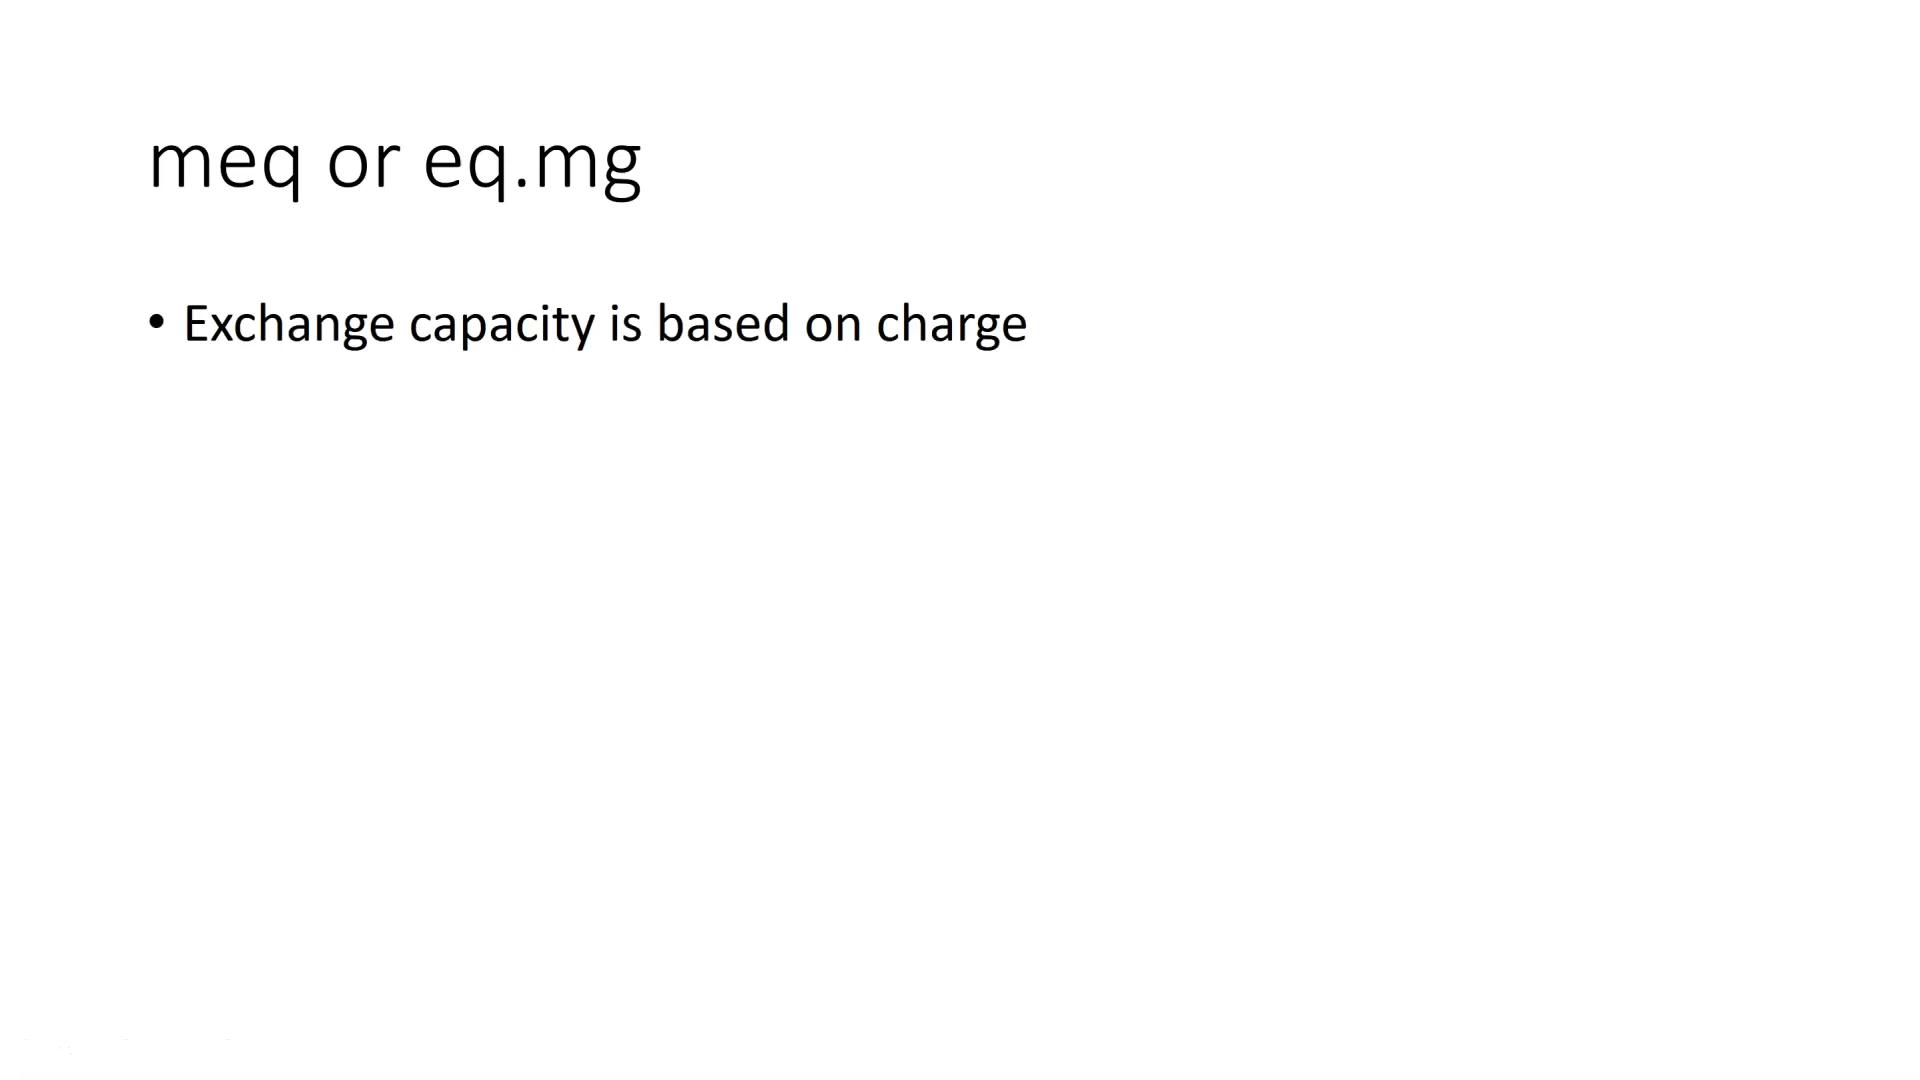 meq or eq.mg
• Exchange capacity is based on charge